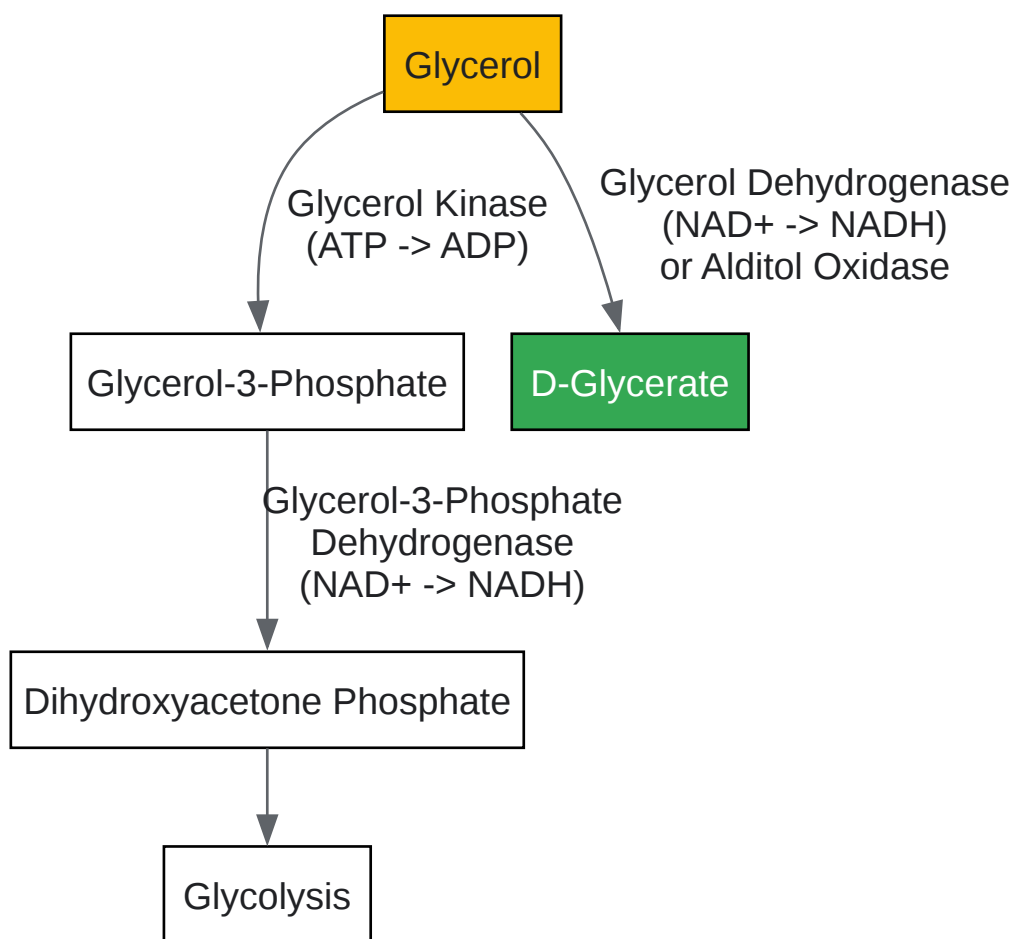 Glycerol
Glycerol Kinase
(ATP -> ADP)
Glycerol Dehydrogenase
(NAD+ -> NADH)
or Alditol Oxidase
Glycerol-3-Phosphate
D-Glycerate
Glycerol-3-Phosphate
Dehydrogenase
(NAD+ -> NADH)
Dihydroxyacetone Phosphate
Glycolysis